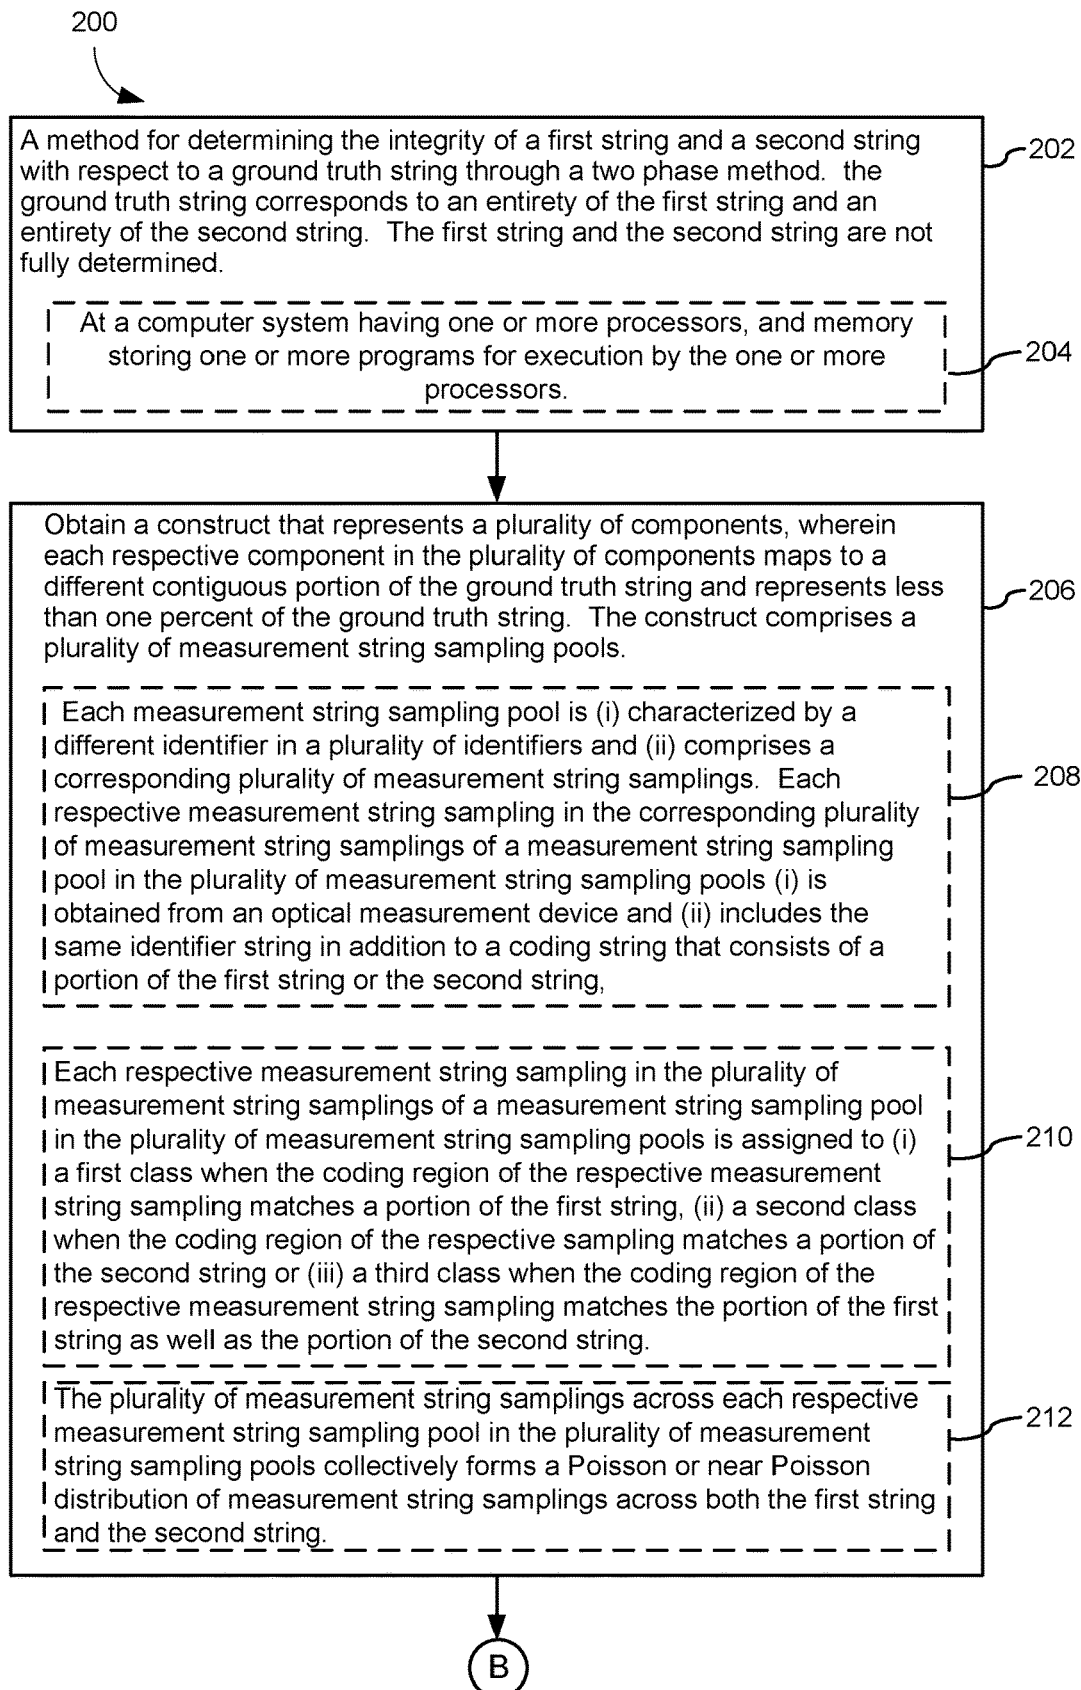 200
A method for determining the integrity of a first string and a second string
with respect to a ground truth string through a two phase method.  the
ground truth string corresponds to an entirety of the first string and an
entirety of the second string.  The first string and the second string are not
fully determined.
202
At a computer system having one or more processors, and memory
storing one or more programs for execution by the one or more
processors.
204
Obtain a construct that represents a plurality of components, wherein
each respective component in the plurality of components maps to a
different contiguous portion of the ground truth string and represents less
than one percent of the ground truth string.  The construct comprises a
plurality of measurement string sampling pools.
206
Each measurement string sampling pool is (i) characterized by a
different identifier in a plurality of identifiers and (ii) comprises a
corresponding plurality of measurement string samplings.  Each
respective measurement string sampling in the corresponding plurality
of measurement string samplings of a measurement string sampling
pool in the plurality of measurement string sampling pools (i) is
obtained from an optical measurement device and (ii) includes the
same identifier string in addition to a coding string that consists of a
portion of the first string or the second string,
208
Each respective measurement string sampling in the plurality of
measurement string samplings of a measurement string sampling pool
in the plurality of measurement string sampling pools is assigned to (i)
a first class when the coding region of the respective measurement
string sampling matches a portion of the first string, (ii) a second class
when the coding region of the respective sampling matches a portion of
the second string or (iii) a third class when the coding region of the
respective measurement string sampling matches the portion of the first
string as well as the portion of the second string.
210
The plurality of measurement string samplings across each respective
measurement string sampling pool in the plurality of measurement
string sampling pools collectively forms a Poisson or near Poisson
distribution of measurement string samplings across both the first string
and the second string.
212
B